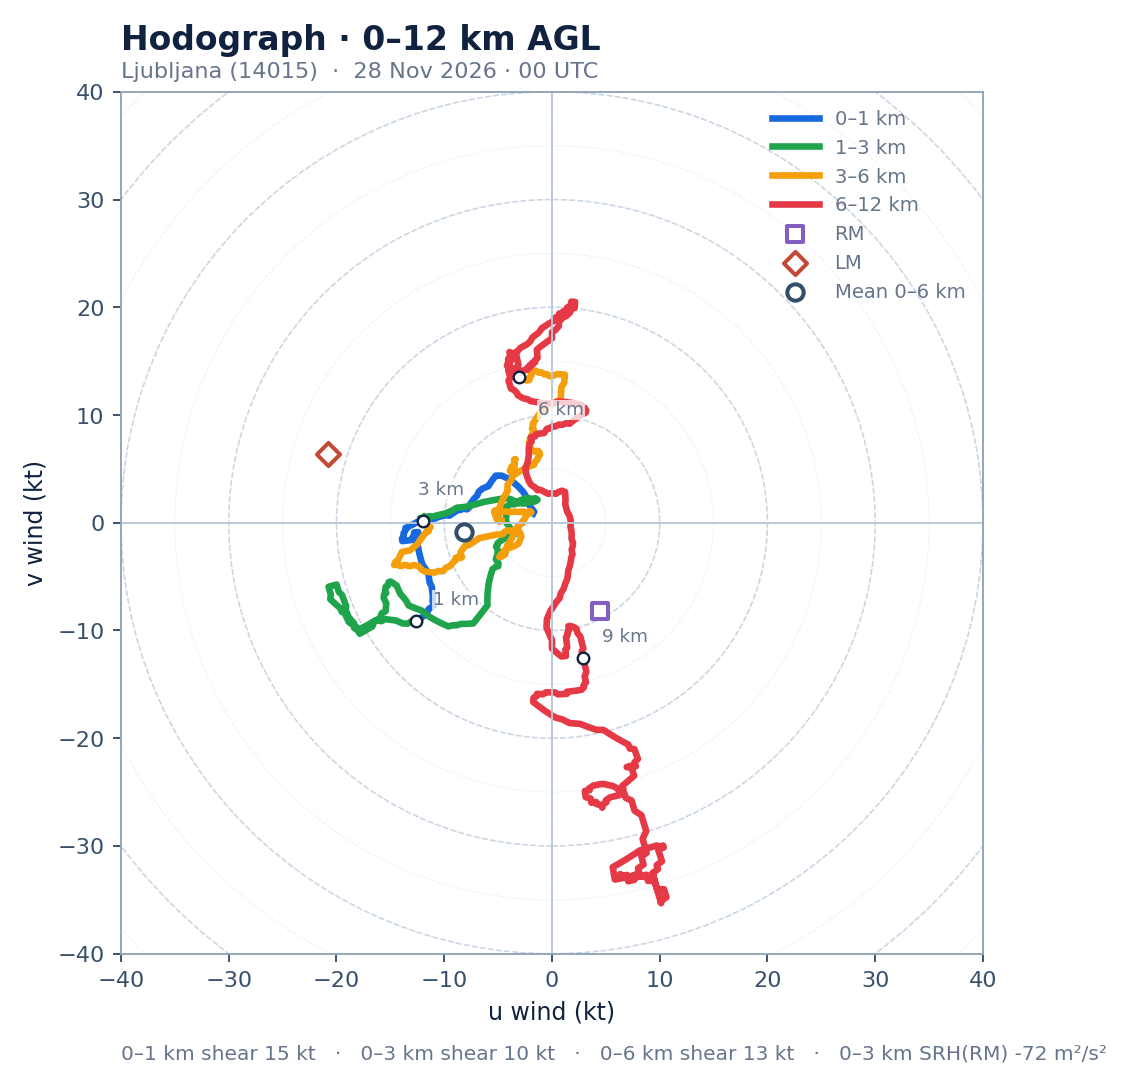 Hodograph · 0–12 km AGL
Ljubljana (14015) · 28 Nov 2026 · 00 UTC
40
30
20
10
0
−10
−20
−30
−40
v wind (kt)
0–1 km
1–3 km
3–6 km
6–12 km
RM
LM
Mean 0–6 km
6 km
3 km
1 km
9 km
−40 −30 −20 −10 0 10 20 30 40
u wind (kt)
0–1 km shear 15 kt · 0–3 km shear 10 kt · 0–6 km shear 13 kt · 0–3 km SRH(RM) -72 m²/s²